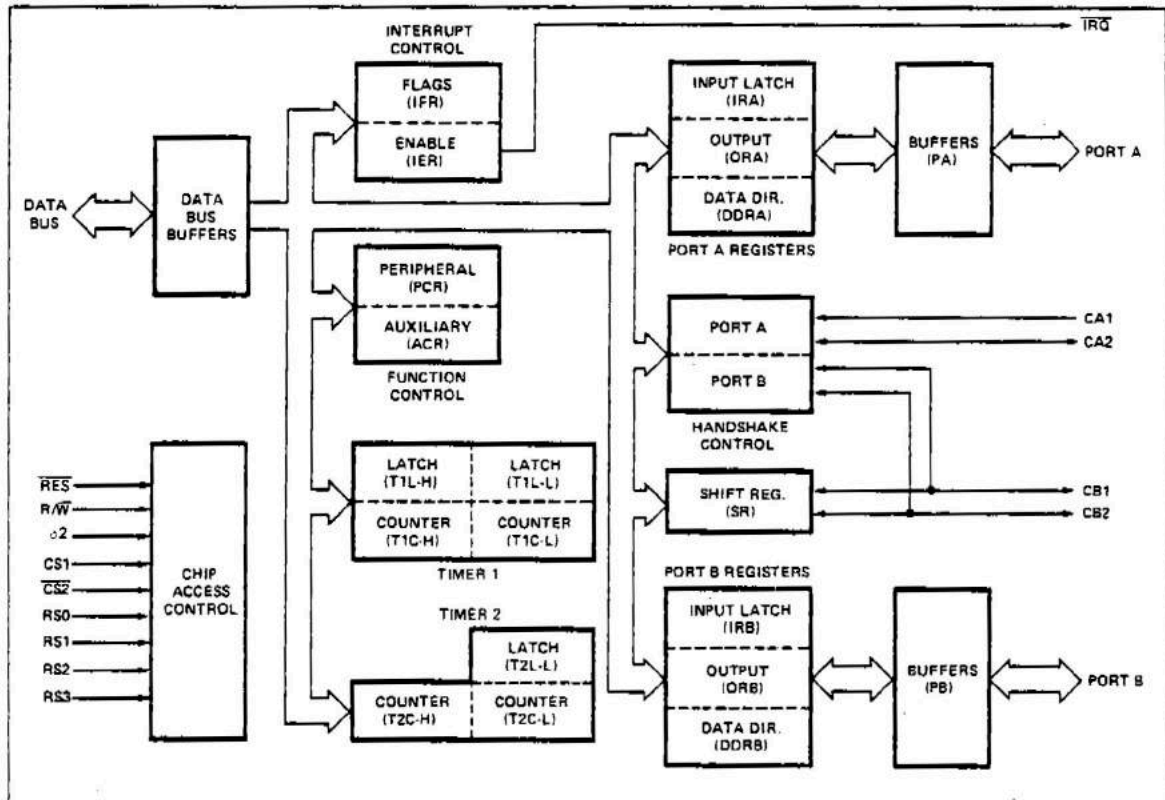 INTERRUPT
CONTROL
FLAGS
(IFR)
ENABLE
(IER)
IRQ
DATA
BUS
DATA
BUS
BUFFERS
PERIPHERAL
(PCR)
AUXILIARY
(ACR)
FUNCTION
CONTROL
INPUT LATCH
(IRA)
OUTPUT
(ORA)
DATA DIR.
(DDRA)
PORT A REGISTERS
BUFFERS
(PA)
PORT A
PORT A
PORT B
HANDSHAKE
CONTROL
CA1
CA2
SHIFT REG.
(SR)
CB1
CB2
RES
R/W
ο2
CS1
CS2
RS0
RS1
RS2
RS3
CHIP
ACCESS
CONTROL
LATCH
(T1L-H)
LATCH
(T1L-L)
COUNTER
(T1C-H)
COUNTER
(T1C-L)
TIMER 1
TIMER 2
LATCH
(T2L-L)
COUNTER
(T2C-H)
COUNTER
(T2C-L)
PORT B REGISTERS
INPUT LATCH
(IRB)
OUTPUT
(ORB)
DATA DIR.
(DDRB)
BUFFERS
(PB)
PORT B